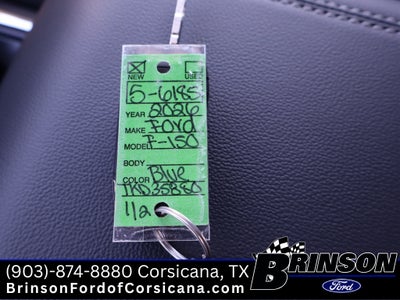 NEW USED
5-6185
YEAR 2026
MAKE Ford
MODEL F-150
BODY
COLOR Blue
1/2
(903)-874-8880 Corsicana, TX
BrinsonFordofCorsicana.com
BRINSON
Ford